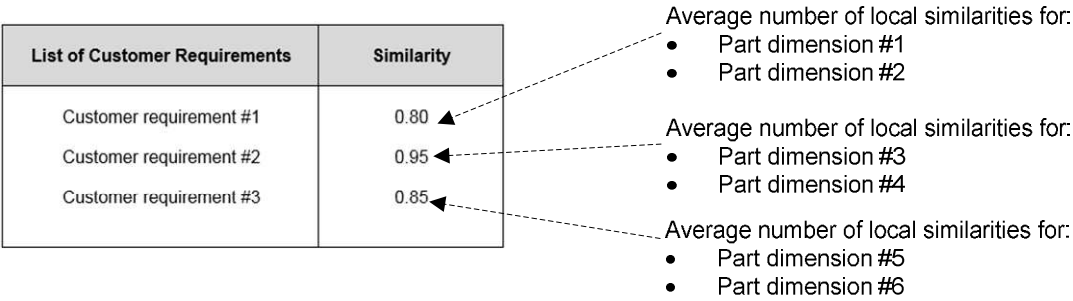 List of Customer Requirements Similarity
Customer requirement #1 0.80
Customer requirement #2 0.95
Customer requirement #3 0.85
Average number of local similarities for:
• Part dimension #1
• Part dimension #2
Average number of local similarities for:
• Part dimension #3
• Part dimension #4
Average number of local similarities for:
• Part dimension #5
• Part dimension #6